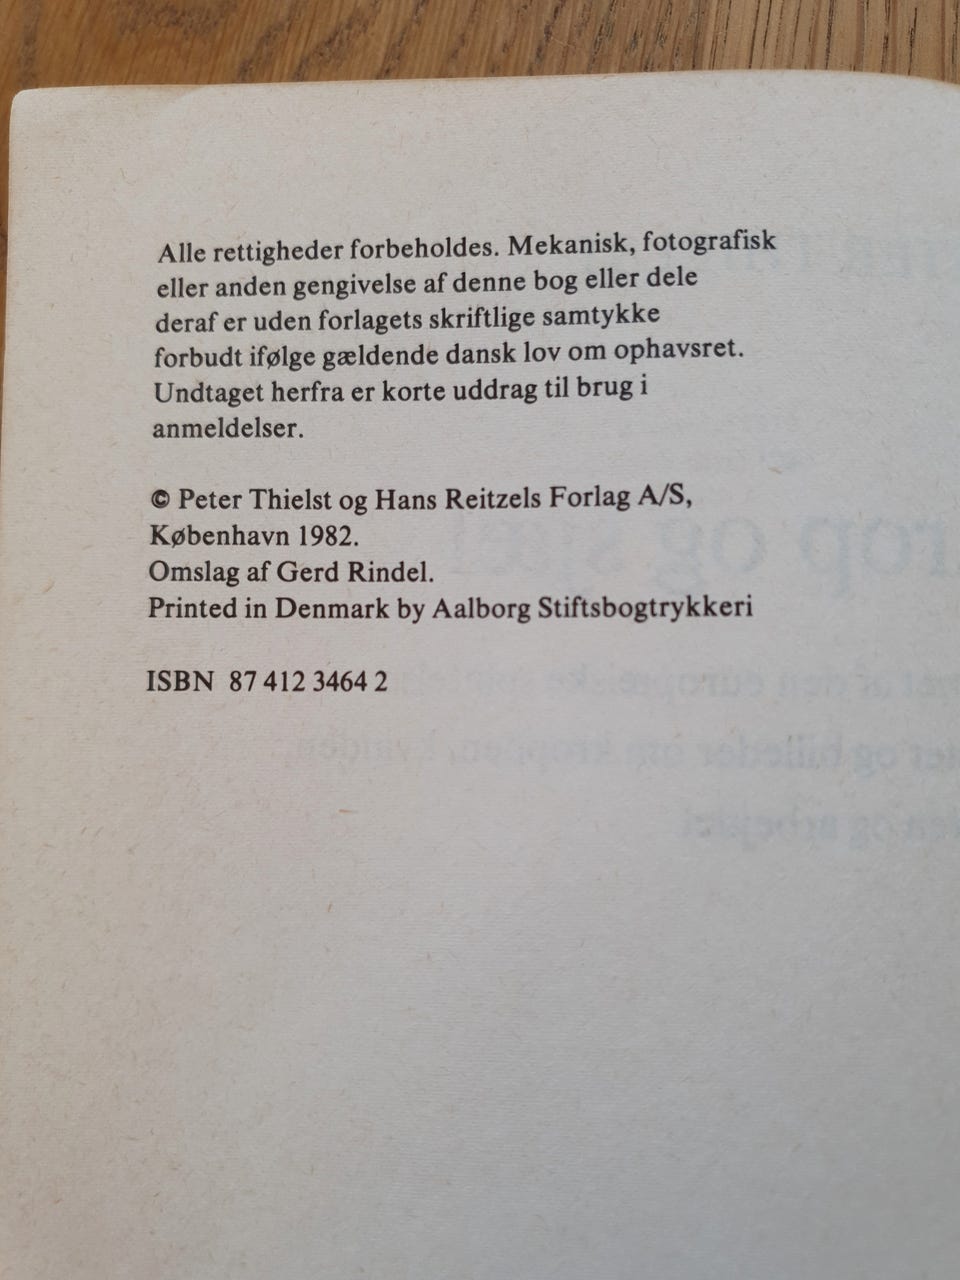 Alle rettigheder forbeholdes. Mekanisk, fotografisk
eller anden gengivelse af denne bog eller dele
deraf er uden forlagets skriftlige samtykke
forbudt ifølge gældende dansk lov om ophavsret.
Undtaget herfra er korte uddrag til brug i
anmeldelser.
© Peter Thielst og Hans Reitzels Forlag A/S,
København 1982.
Omslag af Gerd Rindel.
Printed in Denmark by Aalborg Stiftsbogtrykkeri
ISBN 87 412 3464 2